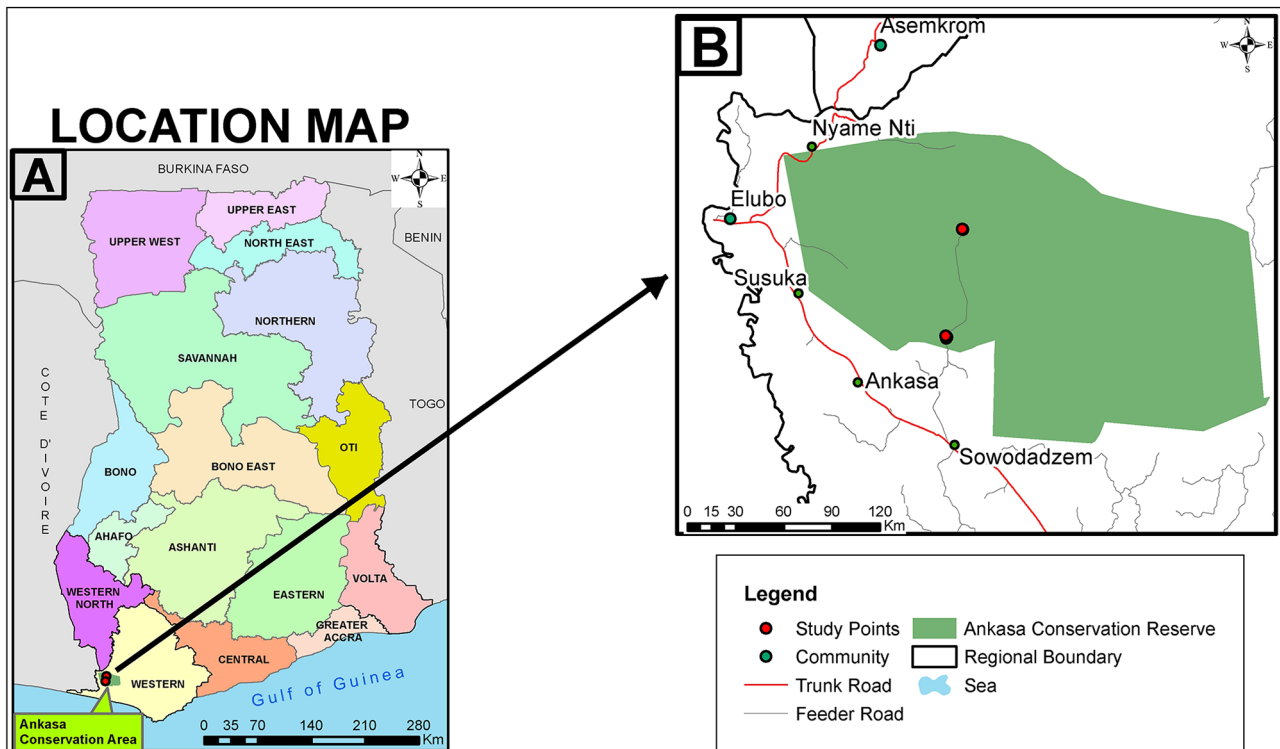 LOCATION MAP
A
N
W E
S
BURKINA FASO
UPPER EAST
UPPER WEST
NORTH EAST
BENIN
NORTHERN
SAVANNAH
COTE D'IVOIRE
TOGO
OTI
BONO
BONO EAST
AHAFO
ASHANTI
WESTERN
NORTH
EASTERN
VOLTA
GREATER
ACCRA
CENTRAL
WESTERN
Gulf of Guinea
Ankasa
Conservation Area
0 35 70 140 210 280
Km
B
Asemkrom
N
W E
S
Nyame Nti
Elubo
Susuka
Ankasa
Sowodadzem
0 15 30 60 90 120
Km
Legend
Study Points
Community
Trunk Road
Feeder Road
Ankasa Conservation Reserve
Regional Boundary
Sea